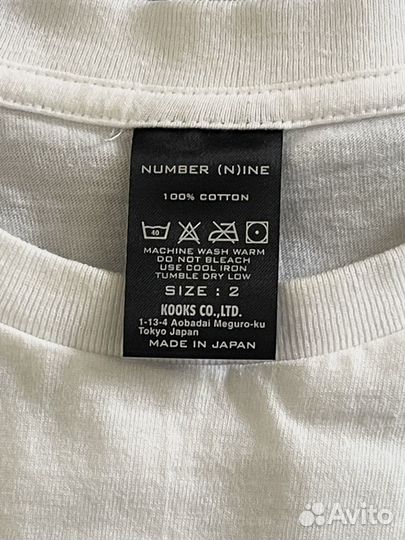 NUMBER (N)INE
100% COTTON
40
MACHINE WASH WARM
DO NOT BLEACH
USE COOL IRON
TUMBLE DRY LOW
SIZE : 2
KOOKS CO.,LTD.
1-13-4 Aobadai Meguro-ku
Tokyo Japan
MADE IN JAPAN
Avito